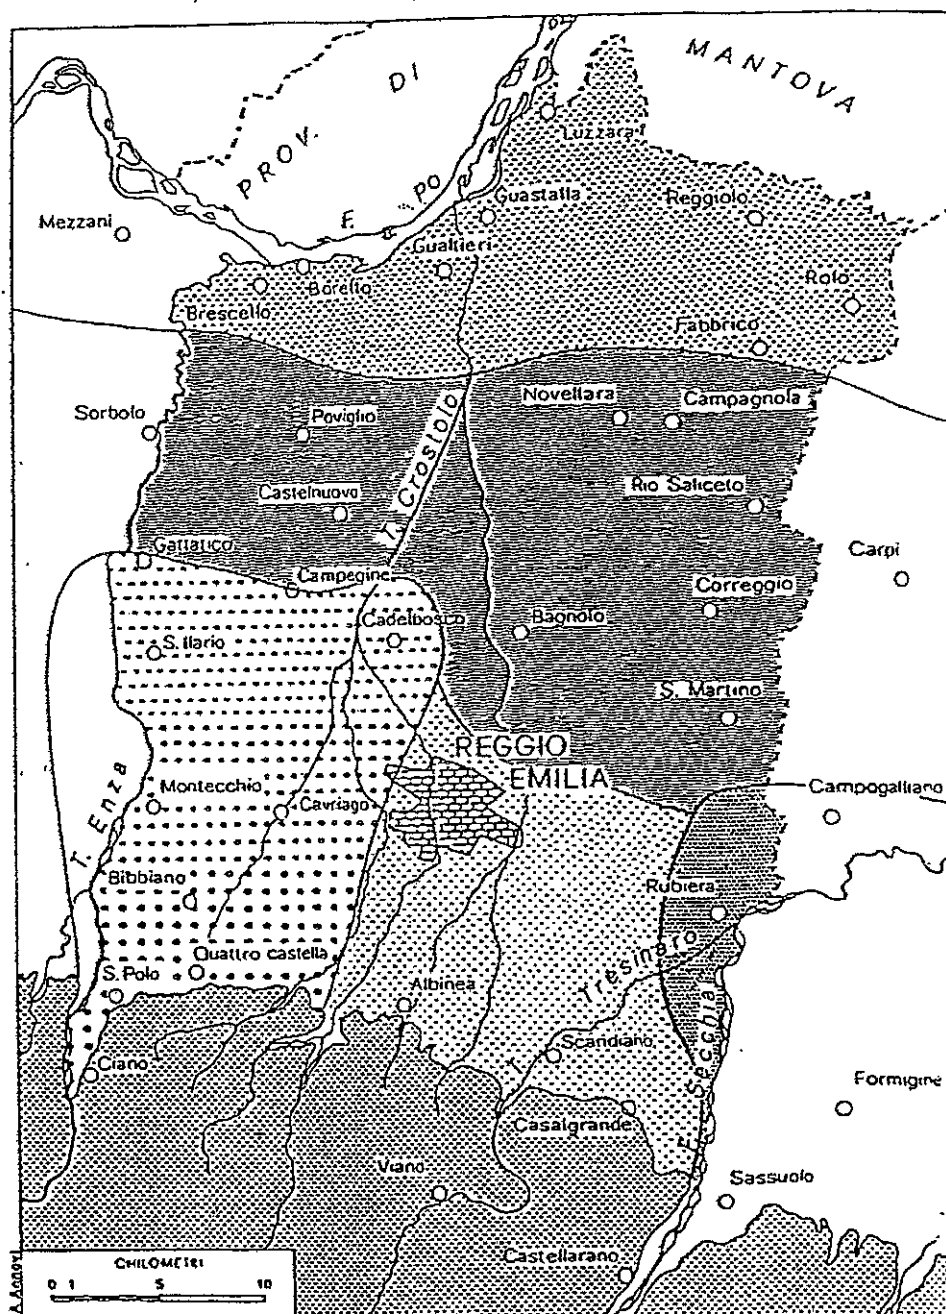 MANTOVA
PROV. DI
Luzzara
F. PO
Guastalla
Reggiolo
Mezzani
Gualtieri
Borello
Rolo
Brescello
Fabbrico
Novellara
Campagnola
Sorbolo
Poviglio
T. Crostolo
Rio Saliceto
Castelnuovo
Gattatico
Carpi
Campegine
Correggio
Cadelbosco
Bagnolo
S. Ilario
S. Martino
REGGIO
EMILIA
T. Enza
Montecchio
Cavriago
Campogalliano
Bibbiano
Rubiera
Quattro castella
S. Polo
Albinea
T. Tresinaro
Scandiano
F. Secchia
Ciano
Formigine
Casalgrande
Viano
Sassuolo
Castellarano
CHILOMETRI
0 1 5 10